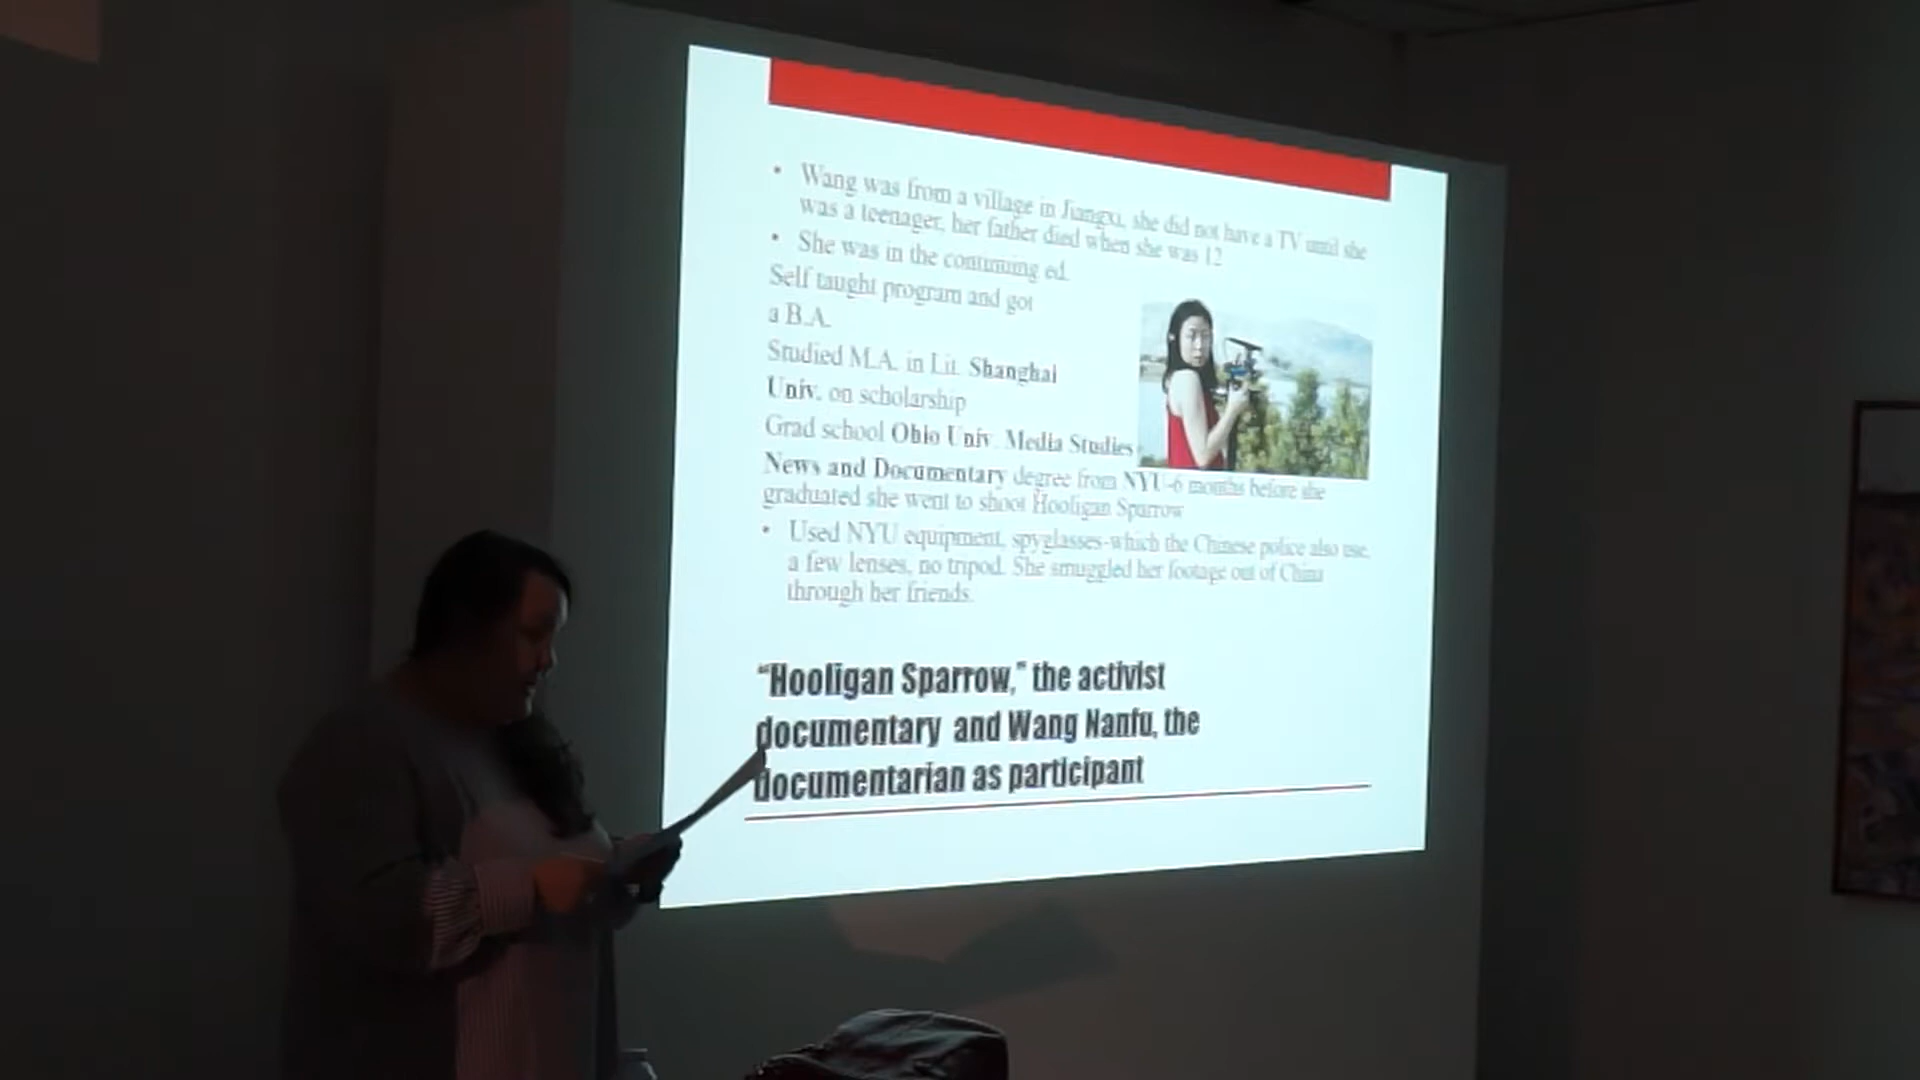 • Wang was from a village in Jiangxi, she did not have a TV until she
was a teenager, her father died when she was 12
• She was in the continuing ed.
Self taught program and got
a B.A.
Studied M.A. in Lit. Shanghai
Univ. on scholarship
Grad school Ohio Univ. Media Studies
News and Documentary degree from NYU-6 months before she
graduated she went to shoot Hooligan Sparrow
• Used NYU equipment, spyglasses-which the Chinese police also use,
a few lenses, no tripod. She smuggled her footage out of China
through her friends.
“Hooligan Sparrow,” the activist
documentary and Wang Nanfu, the
documentarian as participant